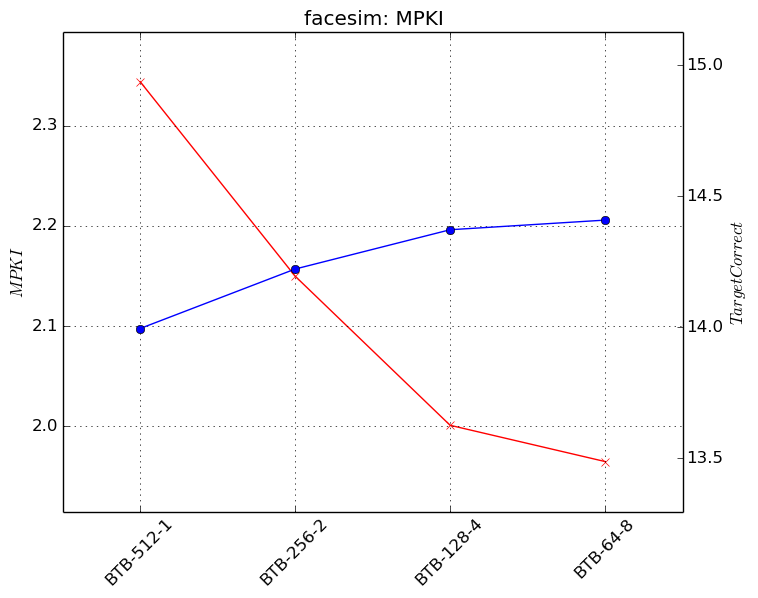 facesim: MPKI
2.3
2.2
2.1
2.0
MPKI
15.0
14.5
14.0
13.5
TargetCorrect
BTB-512-1
BTB-256-2
BTB-128-4
BTB-64-8